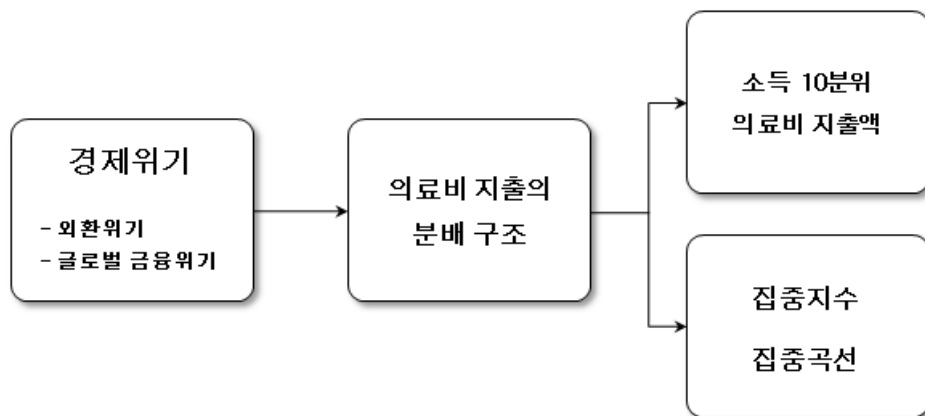 경제위기
- 외환위기
- 글로벌 금융위기
의료비 지출의
분배 구조
소득 10분위
의료비 지출액
집중지수
집중곡선